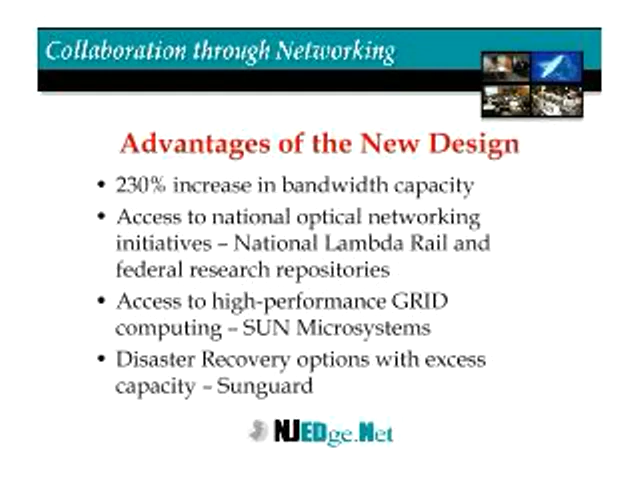 Collaboration through Networking
Advantages of the New Design
• 230% increase in bandwidth capacity
• Access to national optical networking
initiatives – National Lambda Rail and
federal research repositories
• Access to high-performance GRID
computing – SUN Microsystems
• Disaster Recovery options with excess
capacity – Sunguard
NJEDge.Net